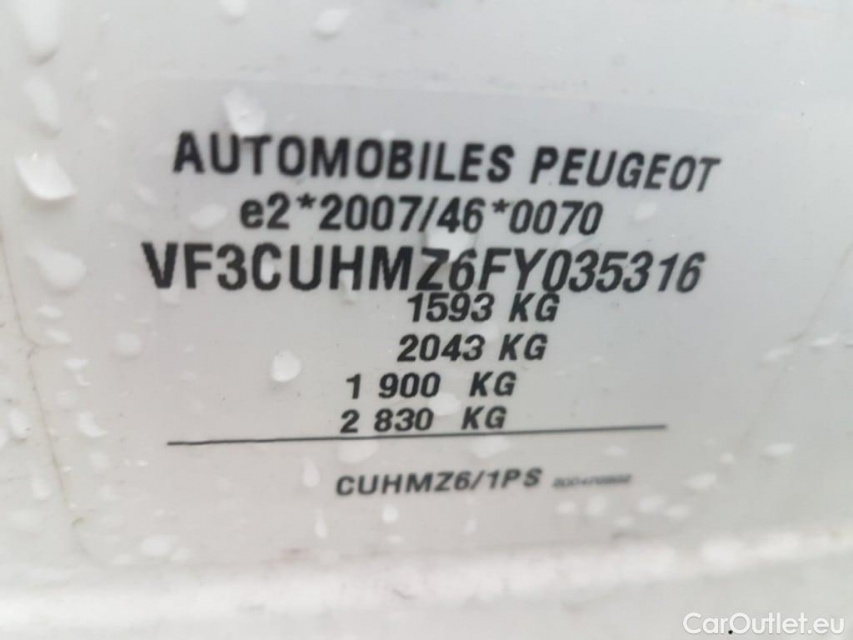 AUTOMOBILES PEUGEOT
e2*2007/46*0070
VF3CUHMZ6FY035316
1593 KG
2043 KG
1 900 KG
2 830 KG
CUHMZ6/1PS
CarOutlet.eu